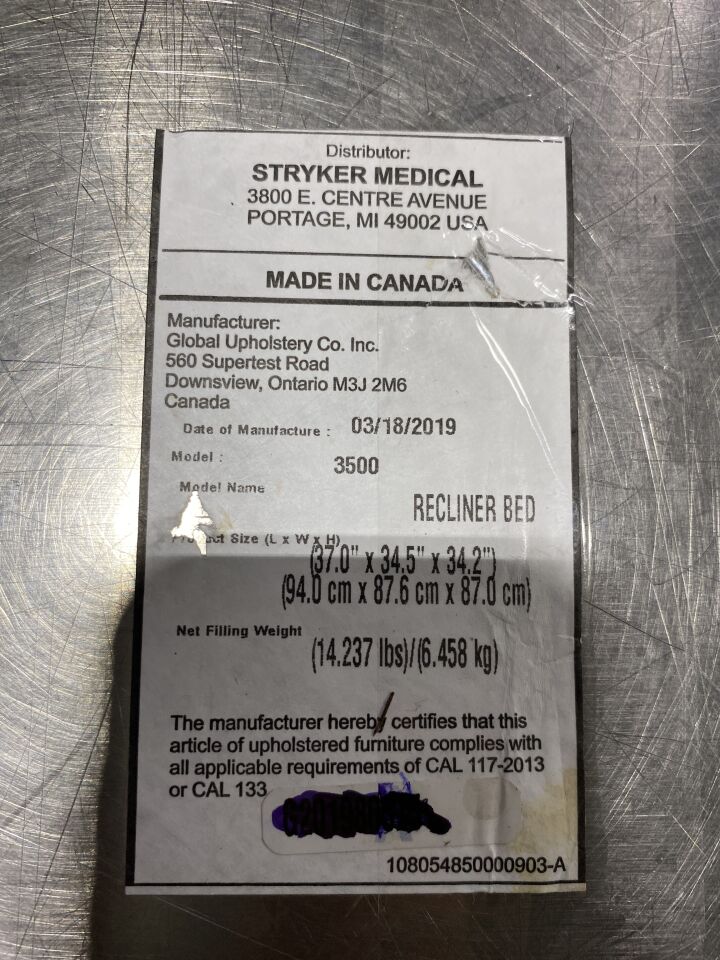 Distributor:
STRYKER MEDICAL
3800 E. CENTRE AVENUE
PORTAGE, MI 49002 USA
MADE IN CANADA
Manufacturer:
Global Upholstery Co. Inc.
560 Supertest Road
Downsview, Ontario M3J 2M6
Canada
Date of Manufacture : 03/18/2019
Model : 3500
Model Name
RECLINER BED
Size (L x W x H)
(37.0" x 34.5" x 34.2")
(94.0 cm x 87.6 cm x 87.0 cm)
Net Filling Weight
(14.237 lbs)/(6.458 kg)
The manufacturer hereby certifies that this
article of upholstered furniture complies with
all applicable requirements of CAL 117-2013
or CAL 133
108054850000903-A